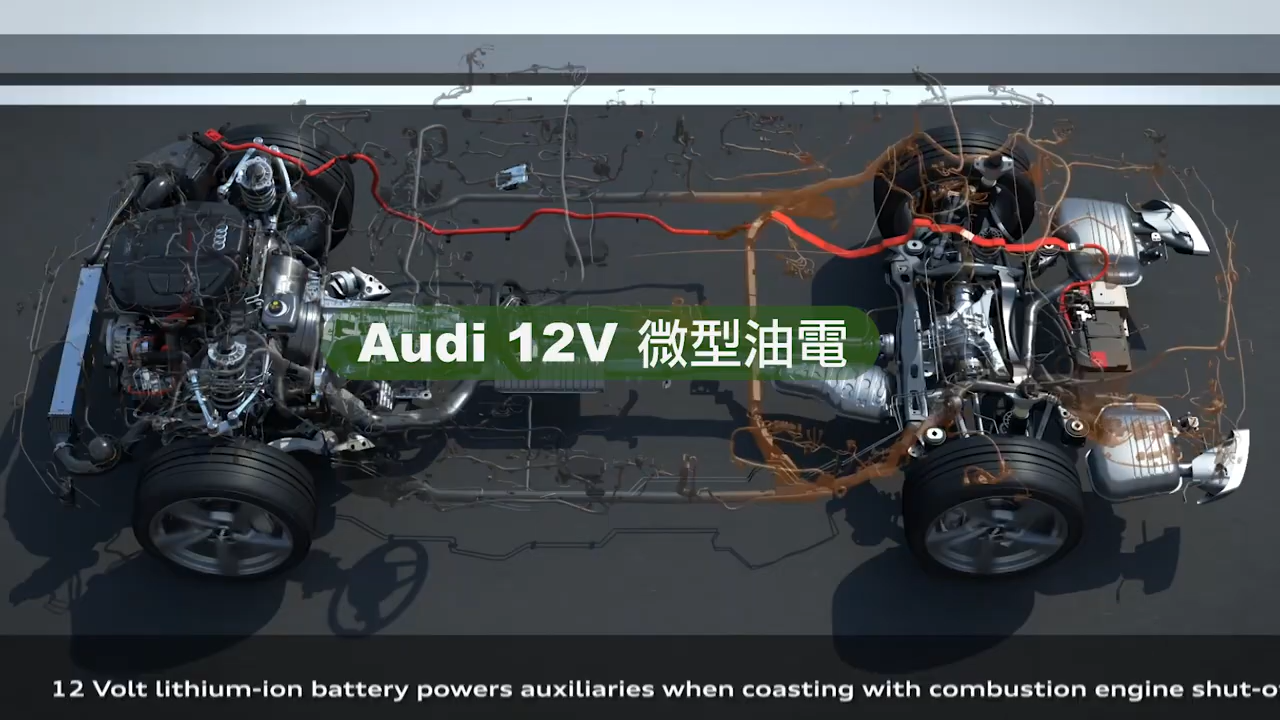 Audi 12V 微型油電
12 Volt lithium-ion battery powers auxiliaries when coasting with combustion engine shut-o